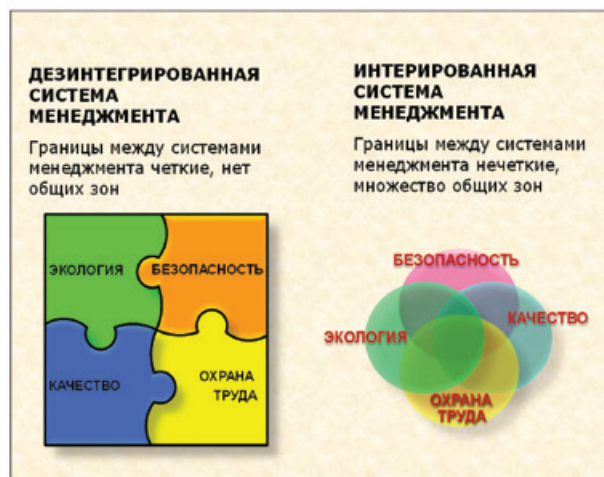 ДЕЗИНТЕГРИРОВАННАЯ
СИСТЕМА
МЕНЕДЖМЕНТА
Границы между системами
менеджмента четкие, нет
общих зон
ЭКОЛОГИЯ
БЕЗОПАСНОСТЬ
КАЧЕСТВО
ОХРАНА
ТРУДА
ИНТЕРИРОВАННАЯ
СИСТЕМА
МЕНЕДЖМЕНТА
Границы между системами
менеджмента нечеткие,
множество общих зон
БЕЗОПАСНОСТЬ
ЭКОЛОГИЯ
КАЧЕСТВО
ОХРАНА
ТРУДА